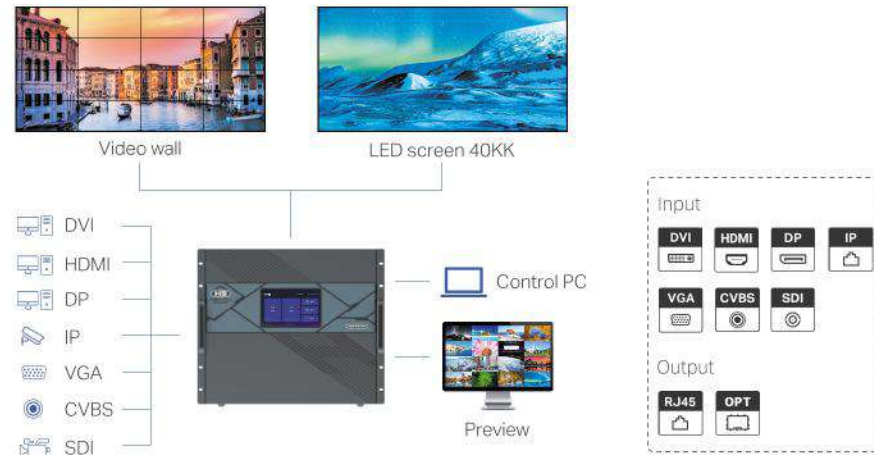 Video wall
LED screen 40KK
DVI
HDMI
DP
IP
VGA
CVBS
SDI
Control PC
Preview
Input
DVI HDMI DP IP
VGA CVBS SDI
Output
RJ45 OPT